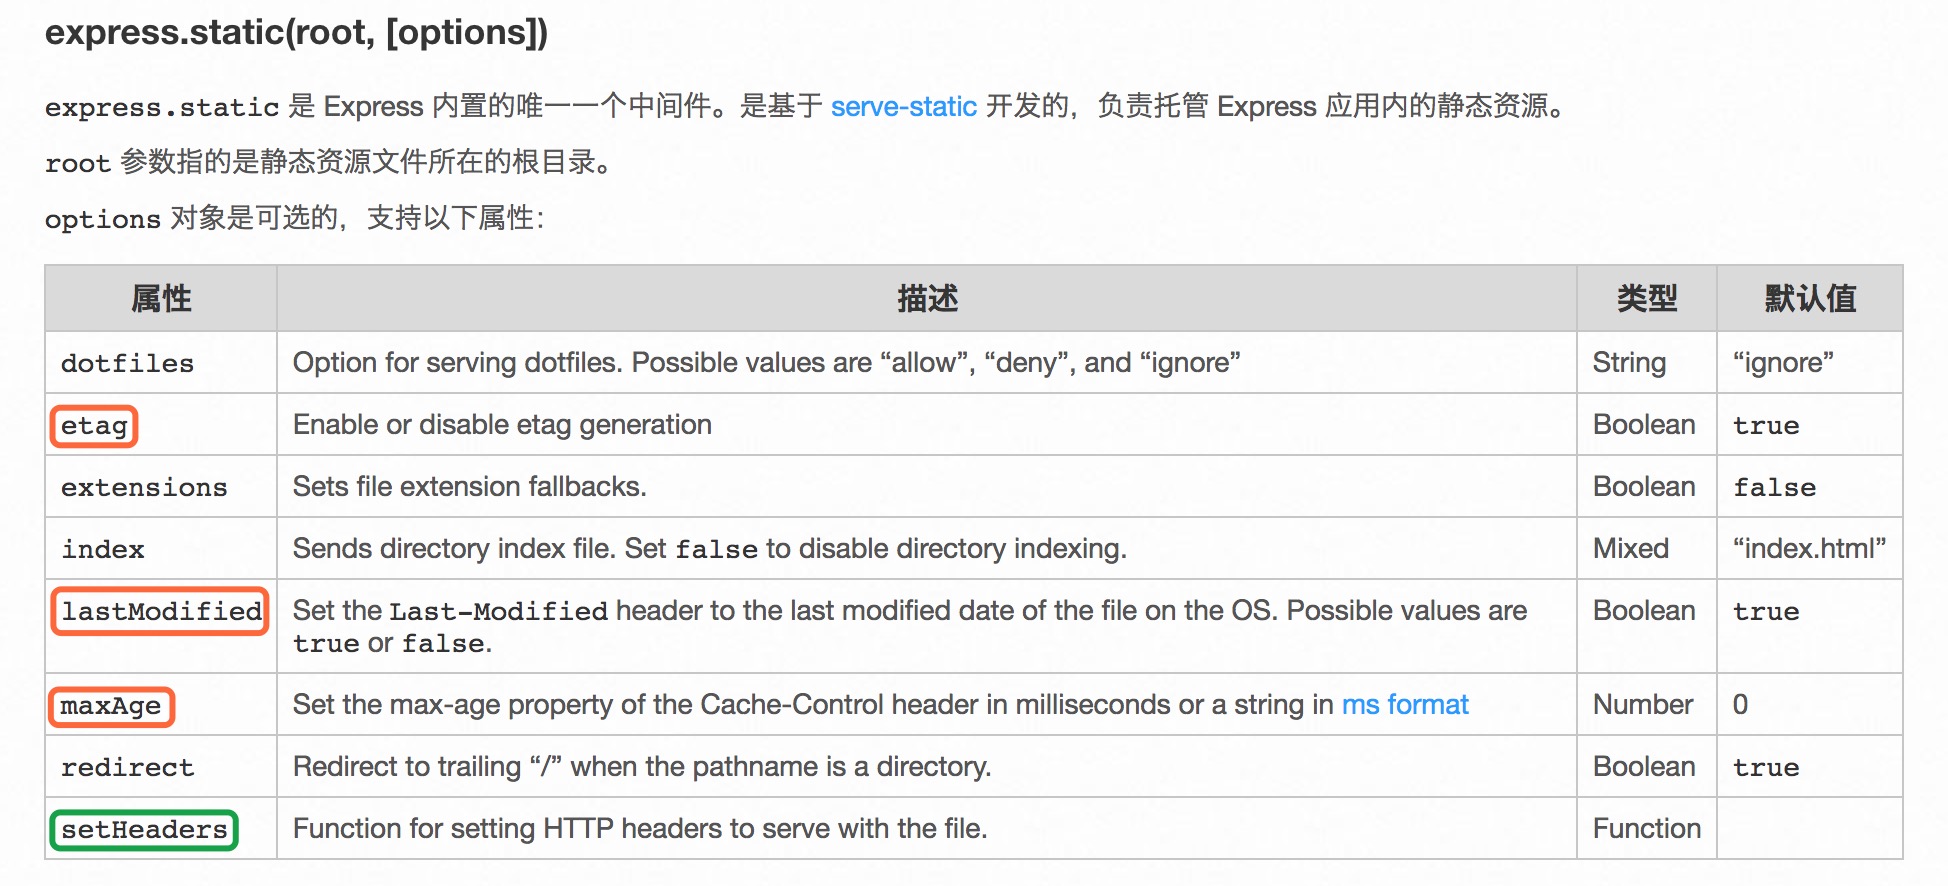 express.static(root, [options])
express.static 是 Express 内置的唯一一个中间件。是基于 serve-static 开发的，负责托管 Express 应用内的静态资源。
root 参数指的是静态资源文件所在的根目录。
options 对象是可选的，支持以下属：
属性 描述 类型 默认值
dotfiles Option for serving dotfiles. Possible values are “allow”, “deny”, and “ignore” String “ignore”
etag Enable or disable etag generation Boolean true
extensions Sets file extension fallbacks. Boolean false
index Sends directory index file. Set false to disable directory indexing. Mixed “index.html”
lastModified Set the Last-Modified header to the last modified date of the file on the OS. Possible values are Boolean true
true or false.
maxAge Set the max-age property of the Cache-Control header in milliseconds or a string in ms format Number 0
redirect Redirect to trailing “/” when the pathname is a directory. Boolean true
setHeaders Function for setting HTTP headers to serve with the file. Function